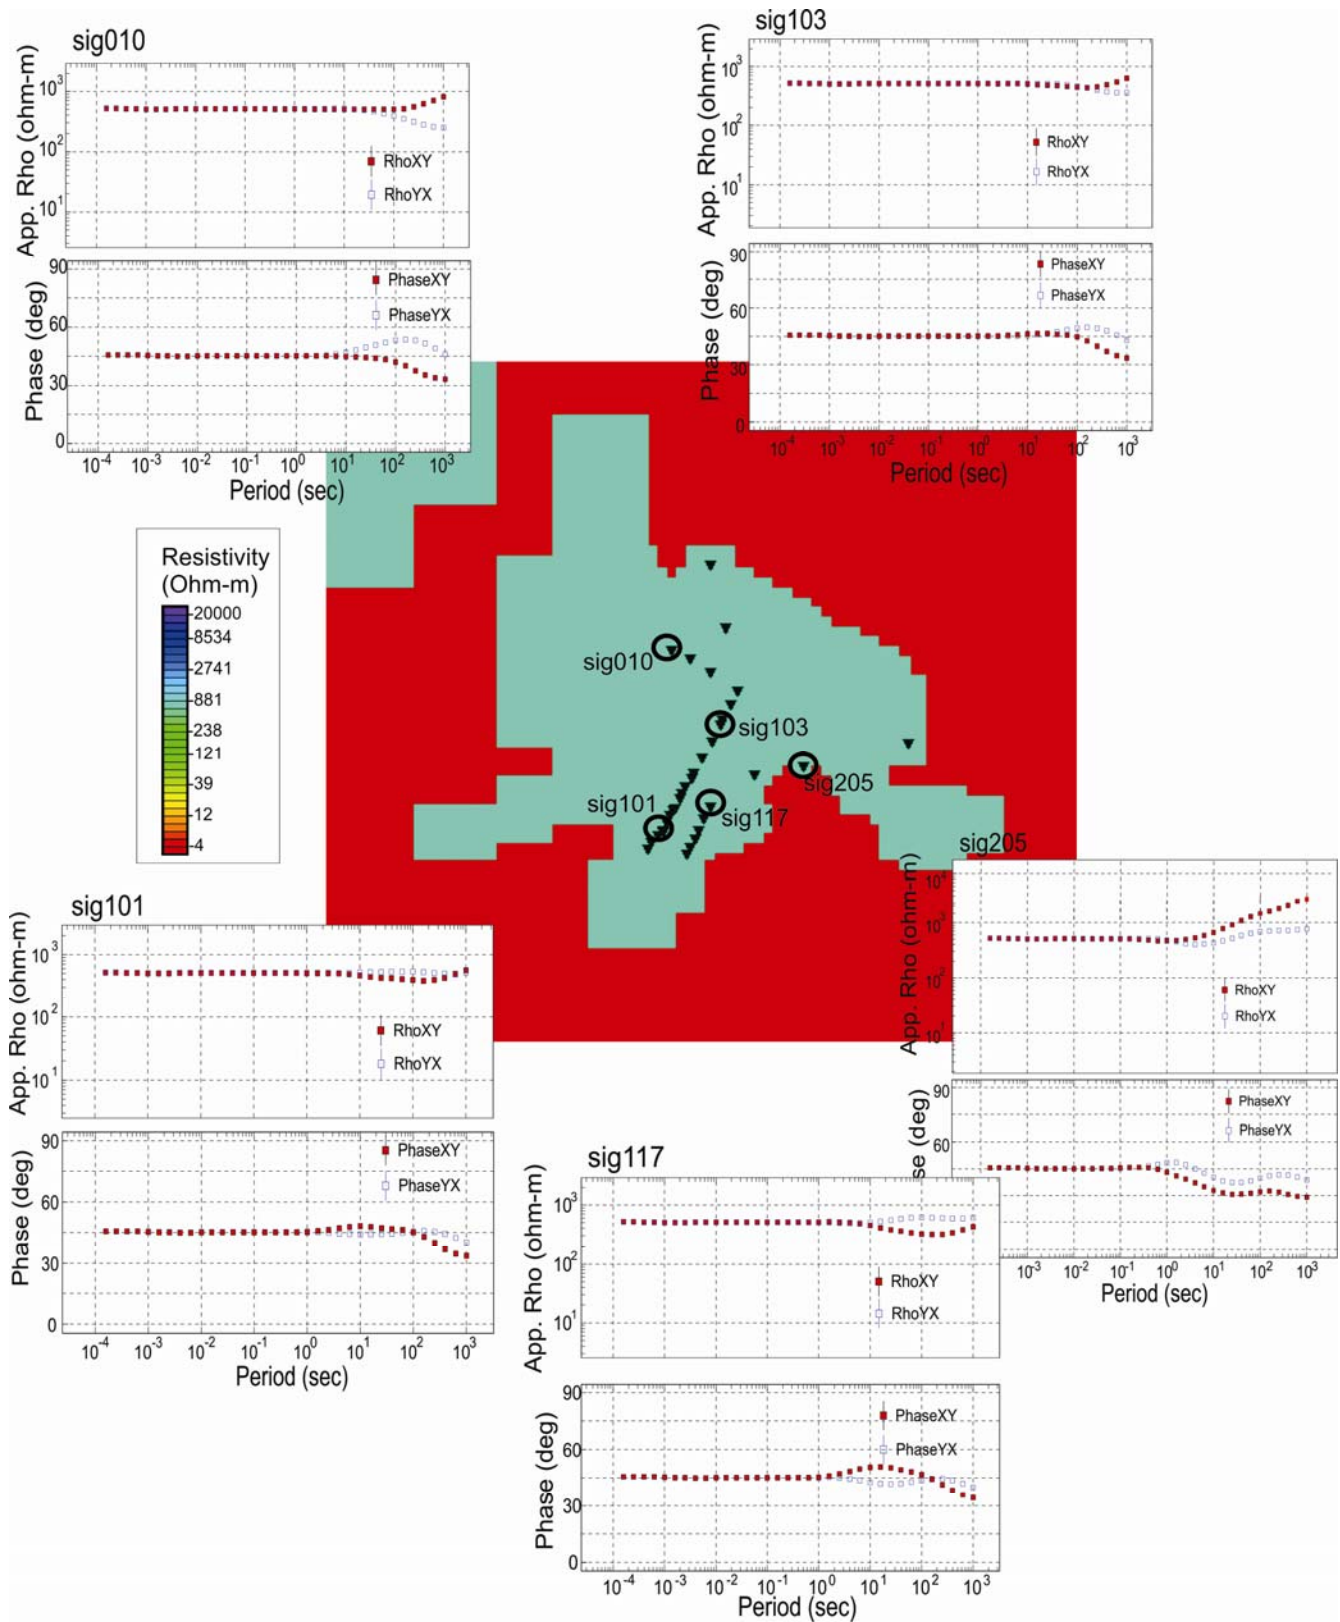 sig010
App. Rho (ohm-m)
10³
10²
10¹
RhoXY
RhoYX
Phase (deg)
90
60
30
0
PhaseXY
PhaseYX
10⁻⁴ 10⁻³ 10⁻² 10⁻¹ 10⁰ 10¹ 10² 10³
Period (sec)
sig103
App. Rho (ohm-m)
10³
10²
10¹
RhoXY
RhoYX
Phase (deg)
90
60
30
0
PhaseXY
PhaseYX
10⁻⁴ 10⁻³ 10⁻² 10⁻¹ 10⁰ 10¹ 10² 10³
Period (sec)
Resistivity
(Ohm-m)
20000
8534
2741
881
238
121
39
12
4
sig010
sig103
sig205
sig101
sig117
sig101
App. Rho (ohm-m)
10³
10²
10¹
RhoXY
RhoYX
Phase (deg)
90
60
30
0
PhaseXY
PhaseYX
10⁻⁴ 10⁻³ 10⁻² 10⁻¹ 10⁰ 10¹ 10² 10³
Period (sec)
sig205
App. Rho (ohm-m)
10⁴
10³
10²
10¹
RhoXY
RhoYX
se (deg)
90
60
PhaseXY
PhaseYX
10⁻³ 10⁻² 10⁻¹ 10⁰ 10¹ 10² 10³
Period (sec)
sig117
App. Rho (ohm-m)
10³
10²
10¹
RhoXY
RhoYX
Phase (deg)
90
60
30
0
PhaseXY
PhaseYX
10⁻⁴ 10⁻³ 10⁻² 10⁻¹ 10⁰ 10¹ 10² 10³
Period (sec)